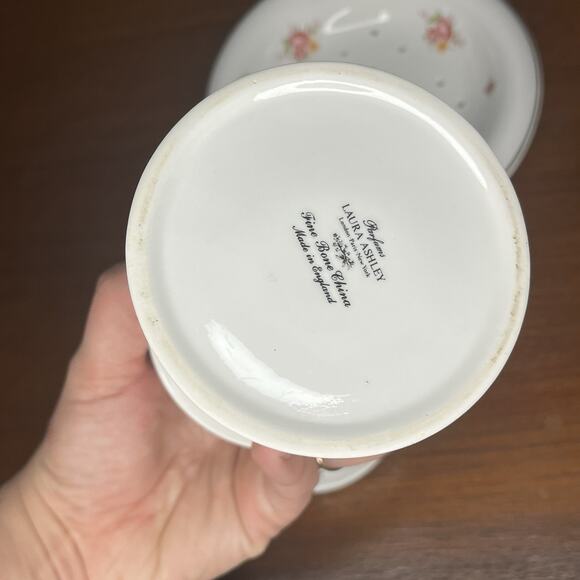 Parfums
LAURA ASHLEY
London Paris New York
Fine Bone China
Made in England